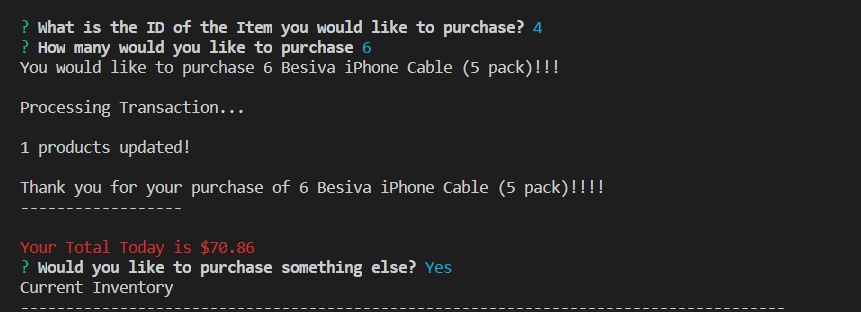 ? What is the ID of the Item you would like to purchase? 4
? How many would you like to purchase 6
You would like to purchase 6 Besiva iPhone Cable (5 pack)!!!
Processing Transaction...
1 products updated!
Thank you for your purchase of 6 Besiva iPhone Cable (5 pack)!!!!
------------------
Your Total Today is $70.86
? Would you like to purchase something else? Yes
Current Inventory
-------------------------------------------------------------------------------------